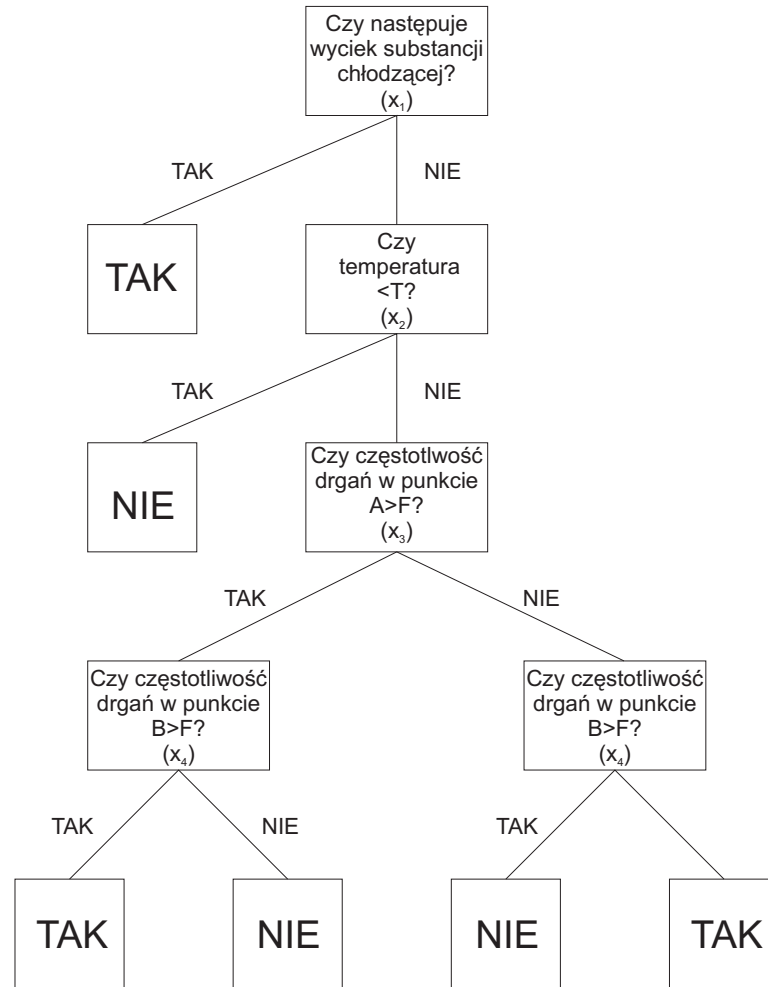 Czy następuje
wyciek substancji
chłodzącej?
(x₁)
TAK
NIE
TAK
Czy
temperatura
<T?
(x₂)
TAK
NIE
NIE
Czy częstotlwość
drgań w punkcie
A>F?
(x₃)
TAK
NIE
Czy częstotliwość
drgań w punkcie
B>F?
(x₄)
Czy częstotliwość
drgań w punkcie
B>F?
(x₄)
TAK
NIE
TAK
NIE
TAK
NIE
NIE
TAK